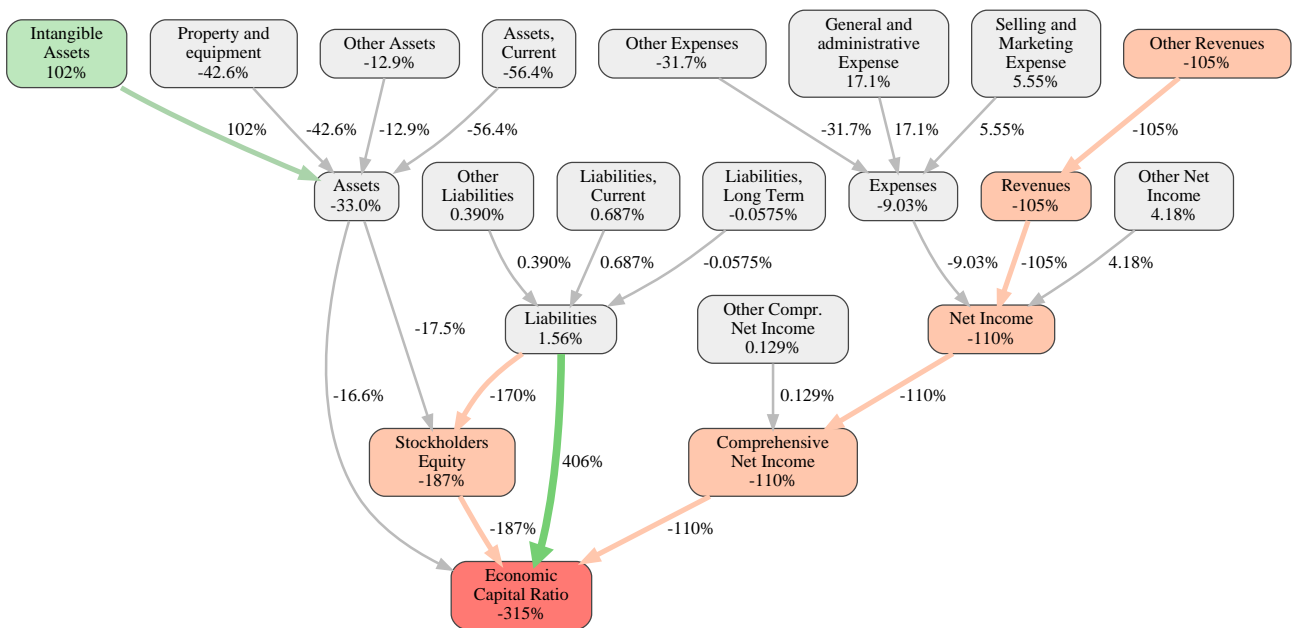 Intangible
Assets
102%
Property and
equipment
-42.6%
Other Assets
-12.9%
Assets,
Current
-56.4%
Other Expenses
-31.7%
General and
administrative
Expense
17.1%
Selling and
Marketing
Expense
5.55%
Other Revenues
-105%
102%
-42.6%
-12.9%
-56.4%
-31.7%
17.1%
5.55%
-105%
Assets
-33.0%
Other
Liabilities
0.390%
Liabilities,
Current
0.687%
Liabilities,
Long Term
-0.0575%
Expenses
-9.03%
Revenues
-105%
Other Net
Income
4.18%
0.390%
0.687%
-0.0575%
-9.03%
-105%
4.18%
-17.5%
Liabilities
1.56%
Other Compr.
Net Income
0.129%
Net Income
-110%
-16.6%
-170%
0.129%
-110%
Stockholders
Equity
-187%
406%
Comprehensive
Net Income
-110%
-187%
-110%
Economic
Capital Ratio
-315%